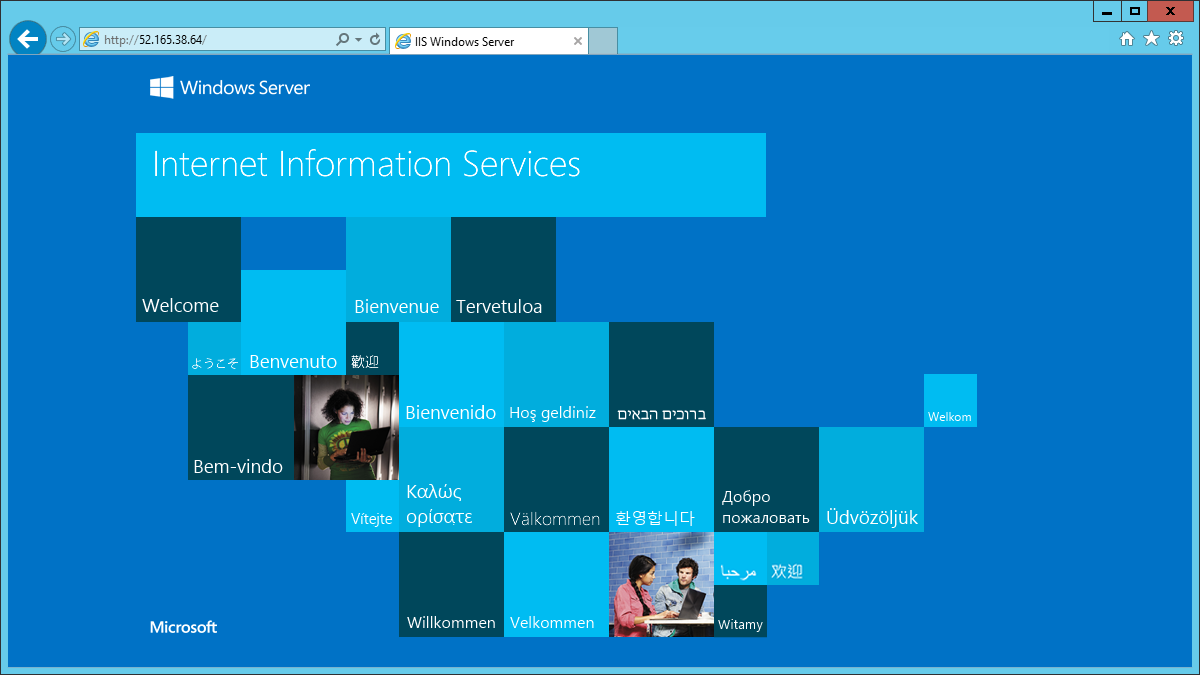 http://52.165.38.64/
IIS Windows Server
Windows Server
Internet Information Services
Welcome
Bienvenue
Tervetuloa
ようこそ
Benvenuto
歡迎
Bienvenido
Hoş geldiniz
ברוכים הבאים
Welkom
Bem-vindo
Vítejte
Καλώς
ορίσατε
Välkommen
환영합니다
Добро
пожаловать
Üdvözöljük
مرحبا
欢迎
Willkommen
Velkommen
Witamy
Microsoft